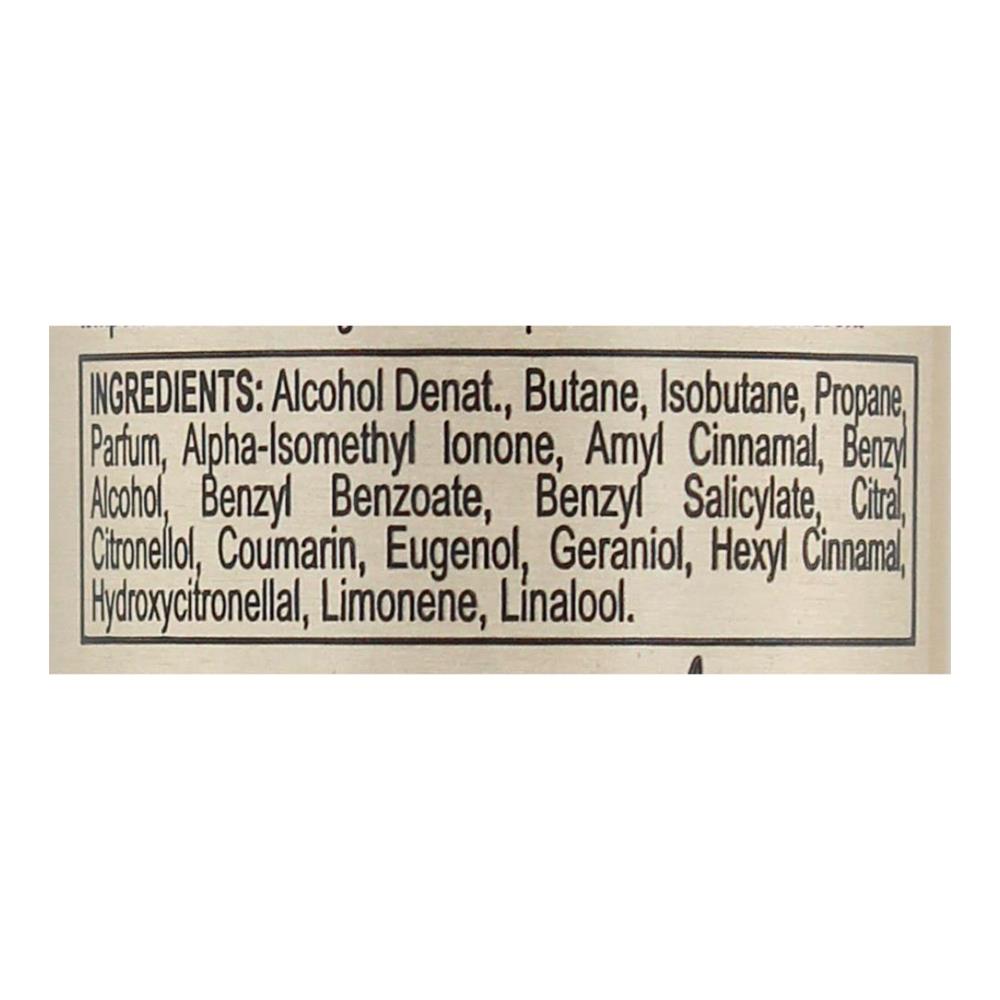 INGREDIENTS: Alcohol Denat., Butane, Isobutane, Propane,
Parfum, Alpha-Isomethyl Ionone, Amyl Cinnamal, Benzyl
Alcohol, Benzyl Benzoate, Benzyl Salicylate, Citral,
Citronellol, Coumarin, Eugenol, Geraniol, Hexyl Cinnamal,
Hydroxycitronellal, Limonene, Linalool.